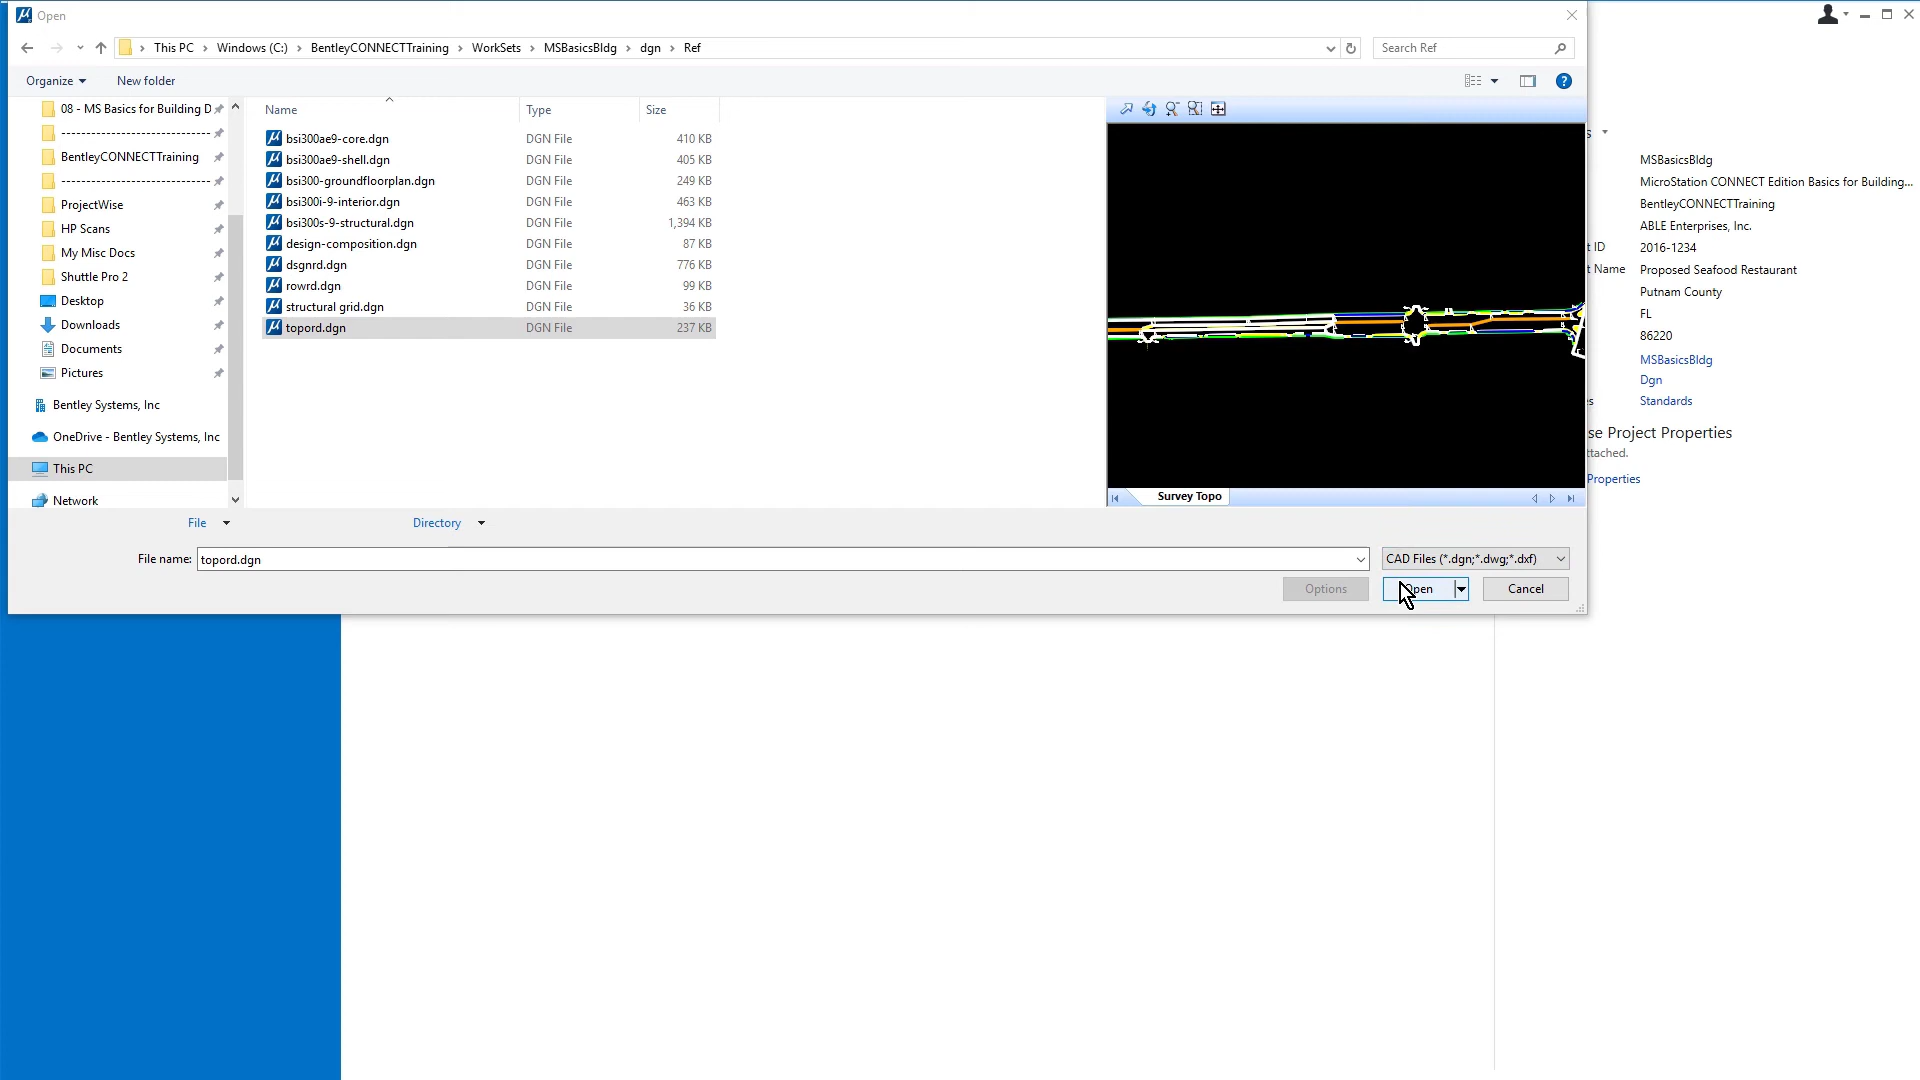 Open
This PC > Windows (C:) > BentleyCONNECTTraining > WorkSets > MSBasicsBldg > dgn > Ref
Search Ref
Organize
New folder
08 - MS Basics for Building D
------------------------------
BentleyCONNECTTraining
------------------------------
ProjectWise
HP Scans
My Misc Docs
Shuttle Pro 2
Desktop
Downloads
Documents
Pictures
Bentley Systems, Inc
OneDrive - Bentley Systems, Inc
This PC
Network
Name Type Size
bsi300ae9-core.dgn DGN File 410 KB
bsi300ae9-shell.dgn DGN File 405 KB
bsi300-groundfloorplan.dgn DGN File 249 KB
bsi300i-9-interior.dgn DGN File 463 KB
bsi300s-9-structural.dgn DGN File 1,394 KB
design-composition.dgn DGN File 87 KB
dsgnrd.dgn DGN File 776 KB
rowrd.dgn DGN File 99 KB
structural grid.dgn DGN File 36 KB
topord.dgn DGN File 237 KB
Survey Topo
File
Directory
File name: topord.dgn
CAD Files (*.dgn;*.dwg;*.dxf)
Options
Open
Cancel
s
MSBasicsBldg
MicroStation CONNECT Edition Basics for Building...
BentleyCONNECTTraining
ABLE Enterprises, Inc.
t ID 2016-1234
t Name Proposed Seafood Restaurant
Putnam County
FL
86220
MSBasicsBldg
Dgn
es Standards
se Project Properties
ttached.
Properties